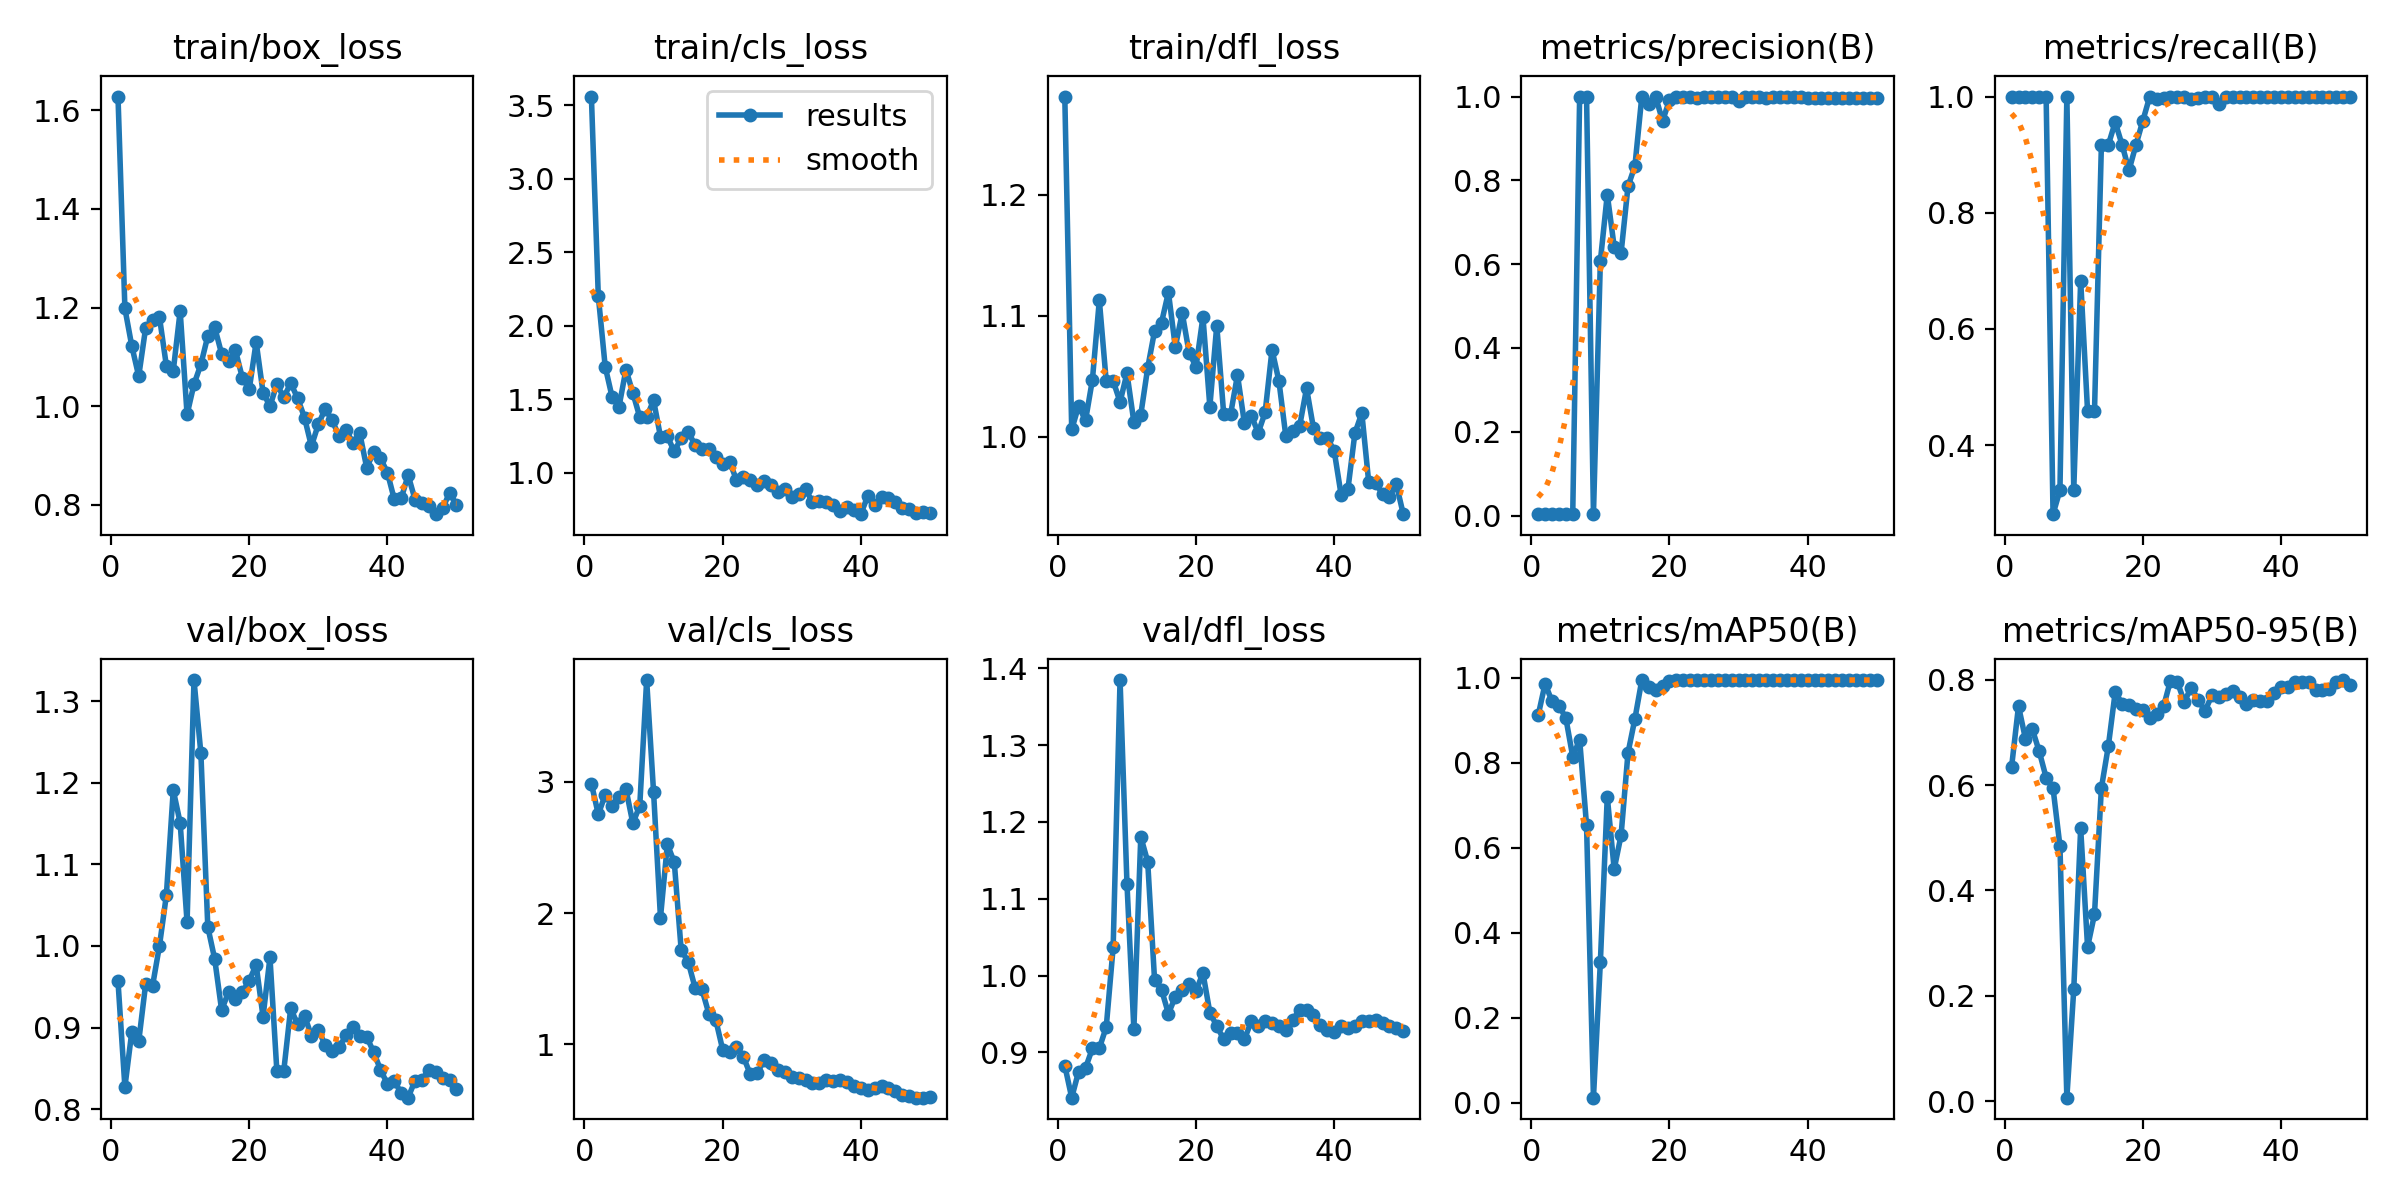 train/box_loss
1.6
1.4
1.2
1.0
0.8
0 20 40
train/cls_loss
results
smooth
3.5
3.0
2.5
2.0
1.5
1.0
0 20 40
train/dfl_loss
1.2
1.1
1.0
0 20 40
metrics/precision(B)
1.0
0.8
0.6
0.4
0.2
0.0
0 20 40
metrics/recall(B)
1.0
0.8
0.6
0.4
0 20 40
val/box_loss
1.3
1.2
1.1
1.0
0.9
0.8
0 20 40
val/cls_loss
3
2
1
0 20 40
val/dfl_loss
1.4
1.3
1.2
1.1
1.0
0.9
0 20 40
metrics/mAP50(B)
1.0
0.8
0.6
0.4
0.2
0.0
0 20 40
metrics/mAP50-95(B)
0.8
0.6
0.4
0.2
0.0
0 20 40